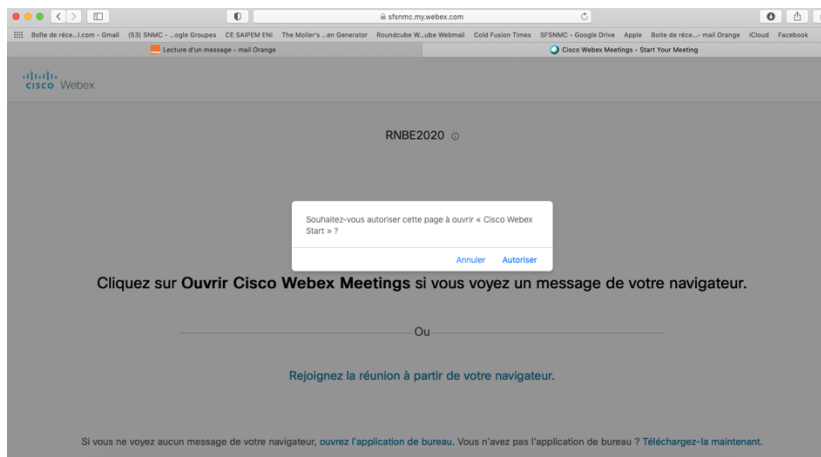 sfsnmc.my.webex.com
Boîte de réce...l.com - Gmail (53) SNMC - ...ogle Groupes CE SAIPEM ENI The Moller's ...en Generator Roundcube W...ube Webmail Cold Fusion Times SFSNMC - Google Drive Apple Boite de réce...- mail Orange iCloud Facebook
Lecture d'un message - mail Orange Cisco Webex Meetings - Start Your Meeting
CISCO Webex
RNBE2020
Souhaitez-vous autoriser cette page à ouvrir « Cisco Webex
Start » ?
Annuler Autoriser
Cliquez sur Ouvrir Cisco Webex Meetings si vous voyez un message de votre navigateur.
Ou
Rejoignez la réunion à partir de votre navigateur.
Si vous ne voyez aucun message de votre navigateur, ouvrez l'application de bureau. Vous n'avez pas l'application de bureau ? Téléchargez-la maintenant.